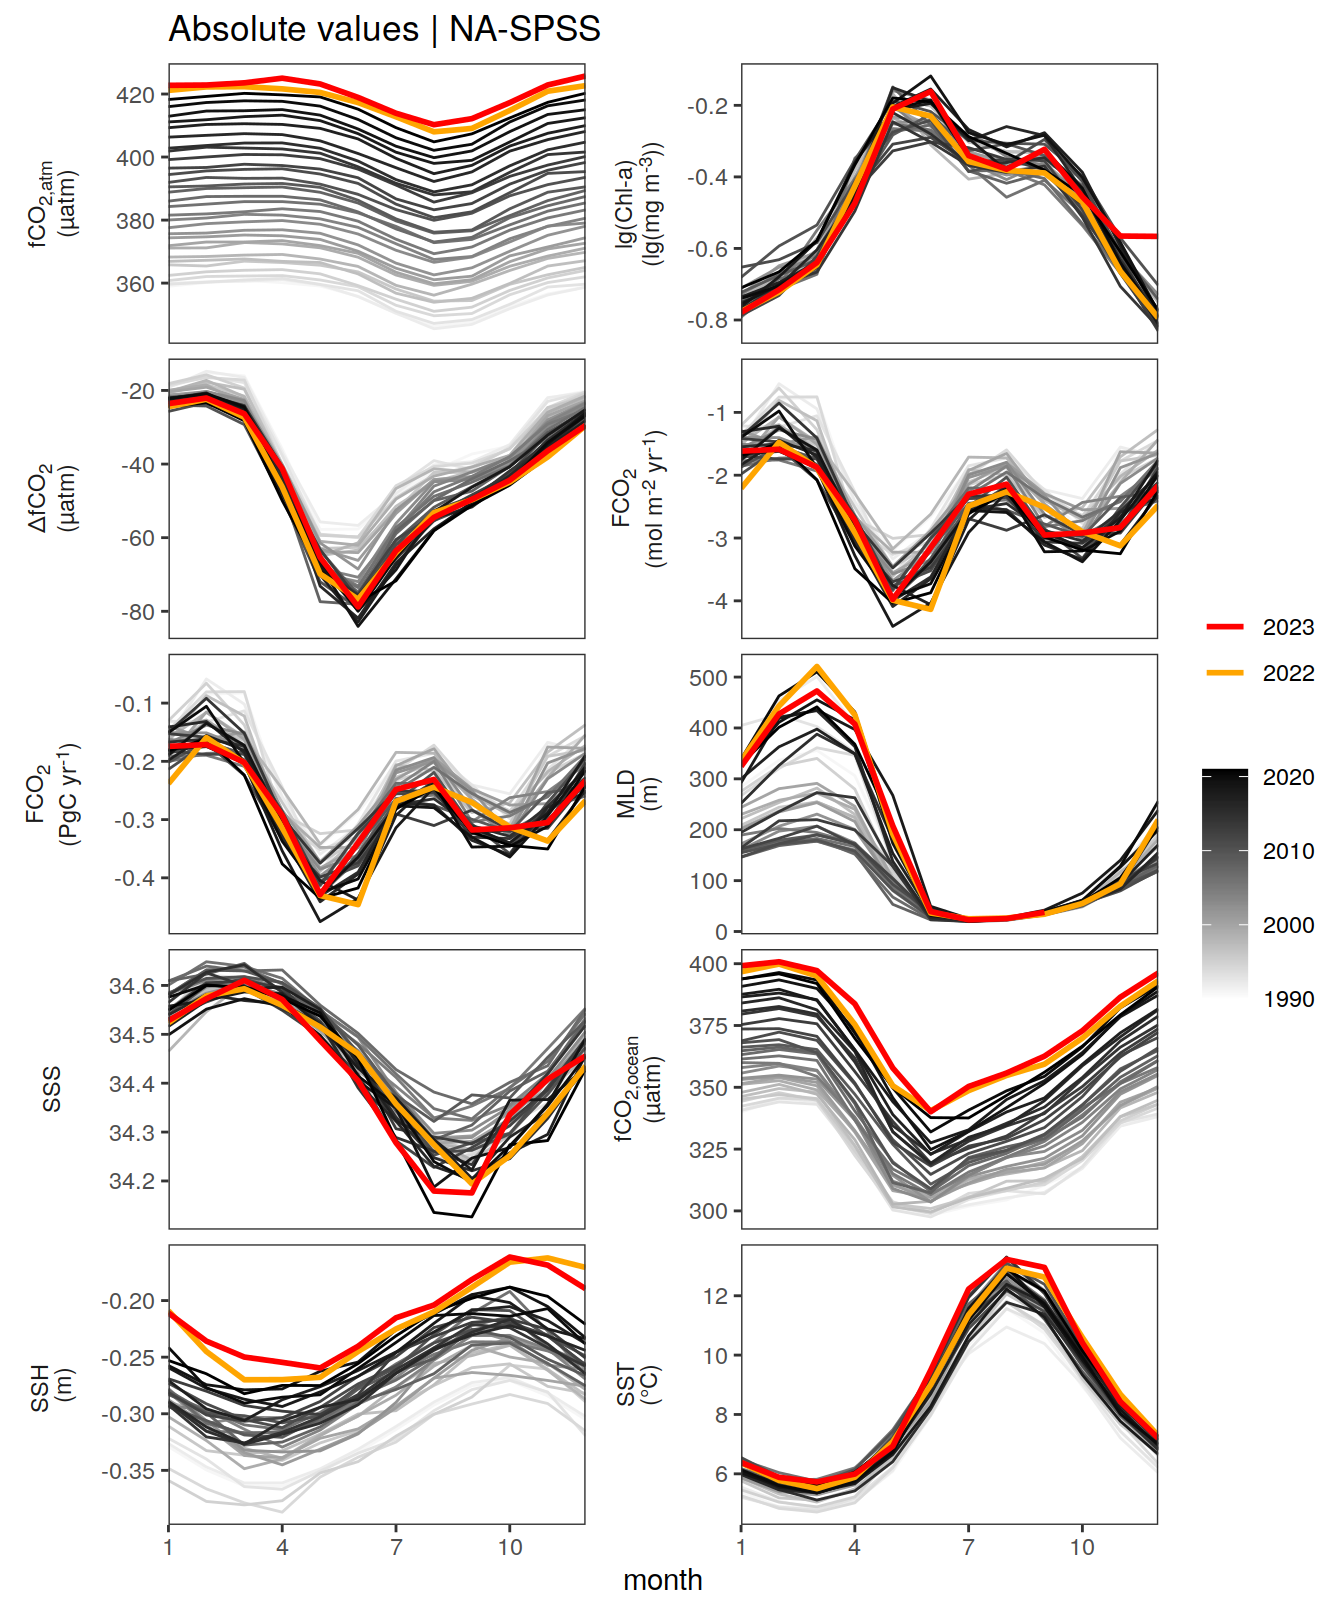 Absolute values | NA-SPSS
fCO2,atm
(µatm)
420
400
380
360
lg(Chl-a)
(lg(mg m-3))
-0.2
-0.4
-0.6
-0.8
ΔfCO2
(µatm)
-20
-40
-60
-80
FCO2
(mol m-2 yr-1)
-1
-2
-3
-4
FCO2
(PgC yr-1)
-0.1
-0.2
-0.3
-0.4
MLD
(m)
500
400
300
200
100
0
SSS
34.6
34.5
34.4
34.3
34.2
fCO2,ocean
(µatm)
400
375
350
325
300
SSH
(m)
-0.20
-0.25
-0.30
-0.35
SST
(°C)
12
10
8
6
1 4 7 10
1 4 7 10
month
2023
2022
2020
2010
2000
1990